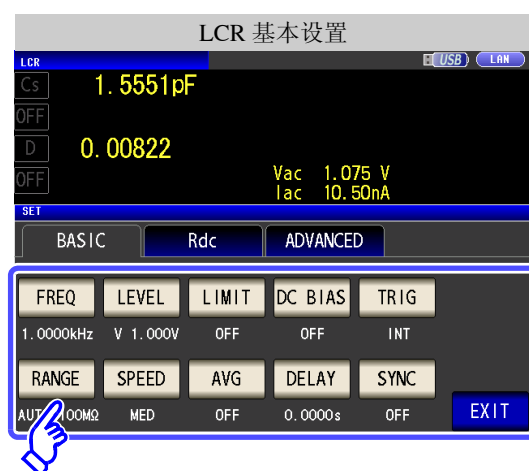 LCR 基本设置
LCR USB LAN
Cs 1.5551pF
OFF
D 0.00822
OFF
Vac 1.075 V
Iac 10.50nA
SET
BASIC Rdc ADVANCED
FREQ LEVEL LIMIT DC BIAS TRIG
1.0000kHz V 1.000V OFF OFF INT
RANGE SPEED AVG DELAY SYNC
MED OFF 0.0000s OFF EXIT